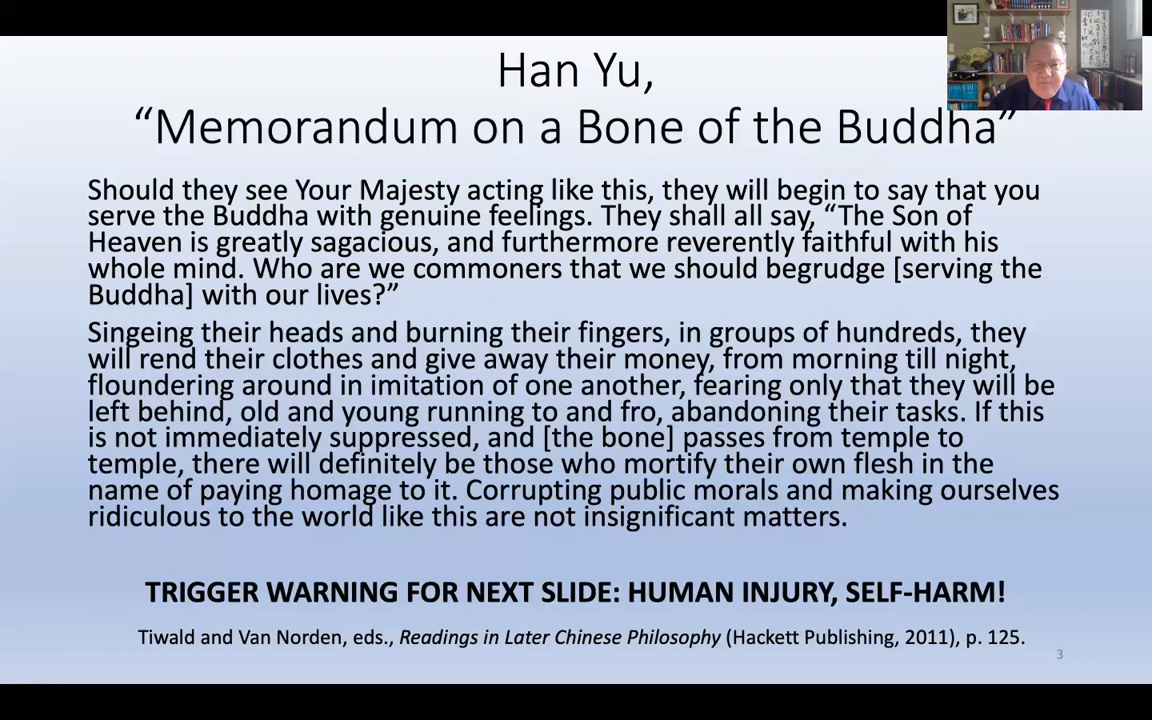 Han Yu,
“Memorandum on a Bone of the Buddha”
Should they see Your Majesty acting like this, they will begin to say that you
serve the Buddha with genuine feelings. They shall all say, “The Son of
Heaven is greatly sagacious, and furthermore reverently faithful with his
whole mind. Who are we commoners that we should begrudge [serving the
Buddha] with our lives?”
Singeing their heads and burning their fingers, in groups of hundreds, they
will rend their clothes and give away their money, from morning till night,
floundering around in imitation of one another, fearing only that they will be
left behind, old and young running to and fro, abandoning their tasks. If this
is not immediately suppressed, and [the bone] passes from temple to
temple, there will definitely be those who mortify their own flesh in the
name of paying homage to it. Corrupting public morals and making ourselves
ridiculous to the world like this are not insignificant matters.
TRIGGER WARNING FOR NEXT SLIDE: HUMAN INJURY, SELF-HARM!
Tiwald and Van Norden, eds., Readings in Later Chinese Philosophy (Hackett Publishing, 2011), p. 125.
3